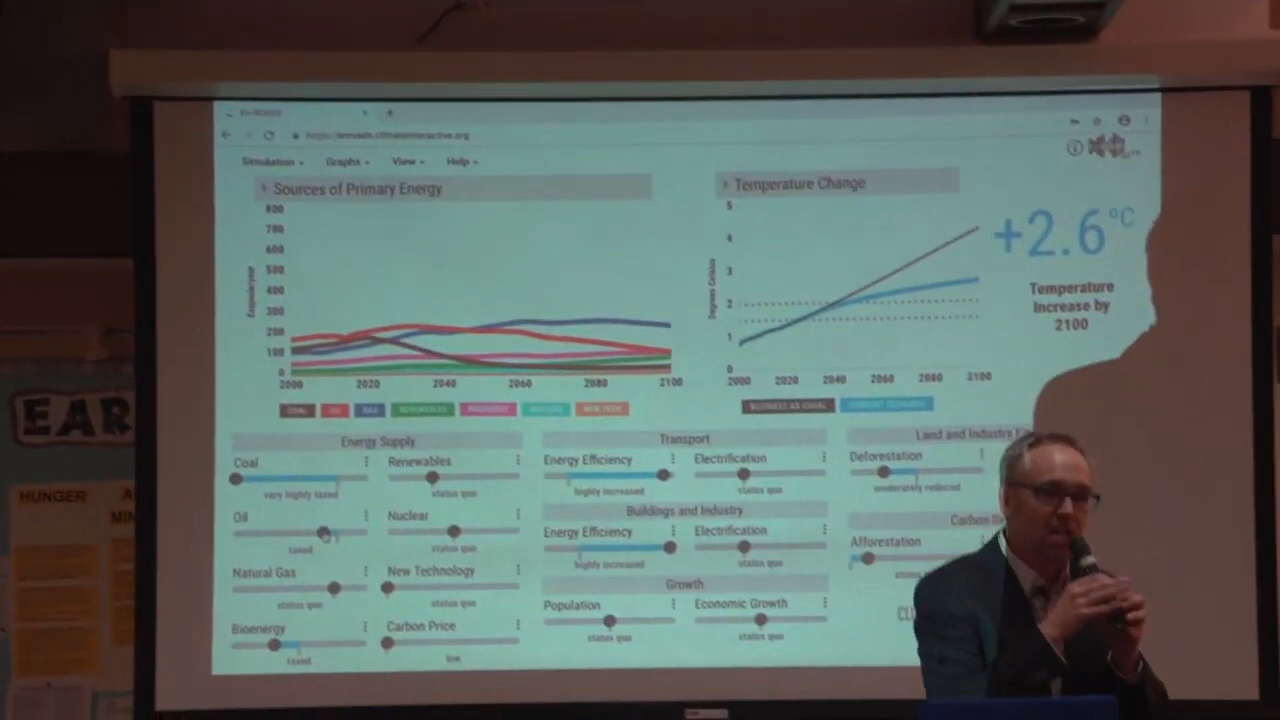 En-ROADS
https://enroads.climateinteractive.org
Simulation Graphs View Help
Sources of Primary Energy
Temperature Change
800
700
600
500
400
300
200
100
0
Exajoules/year
2000 2020 2040 2060 2080 2100
COAL OIL GAS RENEWABLES BIOENERGY NUCLEAR NEW TECH
5
4
3
2
1
0
Degrees Celsius
2000 2020 2040 2060 2080 2100
BUSINESS AS USUAL CURRENT SCENARIO
+2.6°C
Temperature
Increase by
2100
Energy Supply
Coal
very highly taxed
Renewables
status quo
Oil
taxed
Nuclear
status quo
Natural Gas
status quo
New Technology
status quo
Bioenergy
taxed
Carbon Price
low
Transport
Energy Efficiency
highly increased
Electrification
status quo
Buildings and Industry
Energy Efficiency
highly increased
Electrification
status quo
Growth
Population
status quo
Economic Growth
status quo
Land and Industry E
Deforestation
moderately reduced
Carbon
Afforestation
status
CLI
EAR
HUNGER
A
MIN